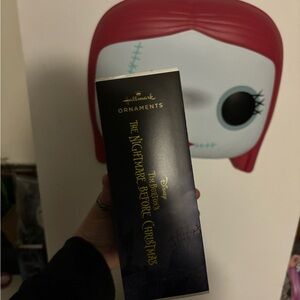 Hallmark
ORNAMENTS
Disney
TIM BURTON'S
THE NIGHTMARE BEFORE CHRISTMAS